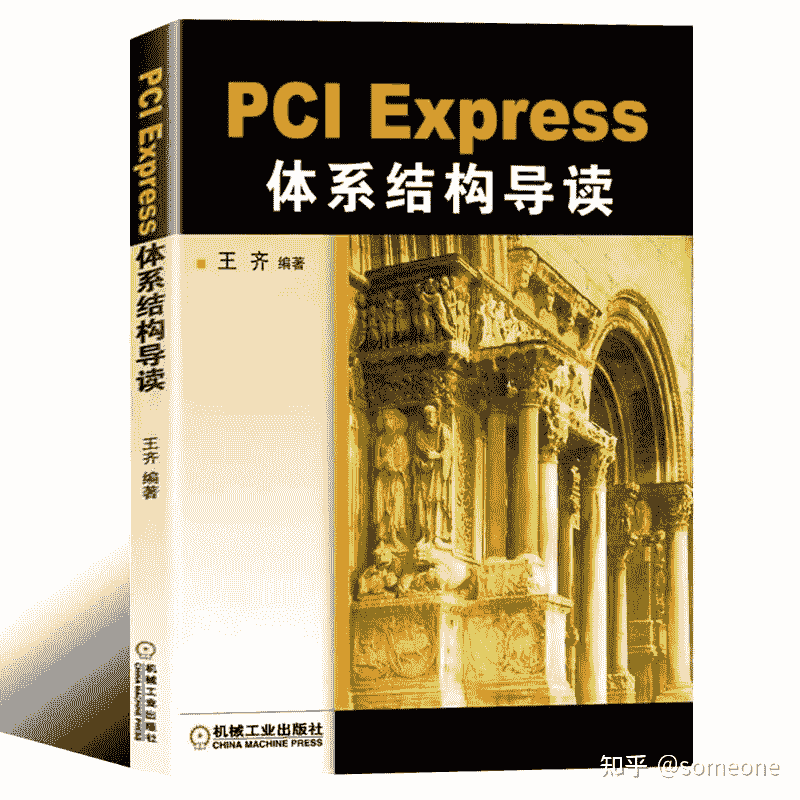 PCI Express
体系结构导读
王 齐 编著
机械工业出版社
CHINA MACHINE PRESS
PCI Express 体系结构导读
王齐 编著
机械工业出版社
CHINA MACHINE PRESS
知乎 @someone